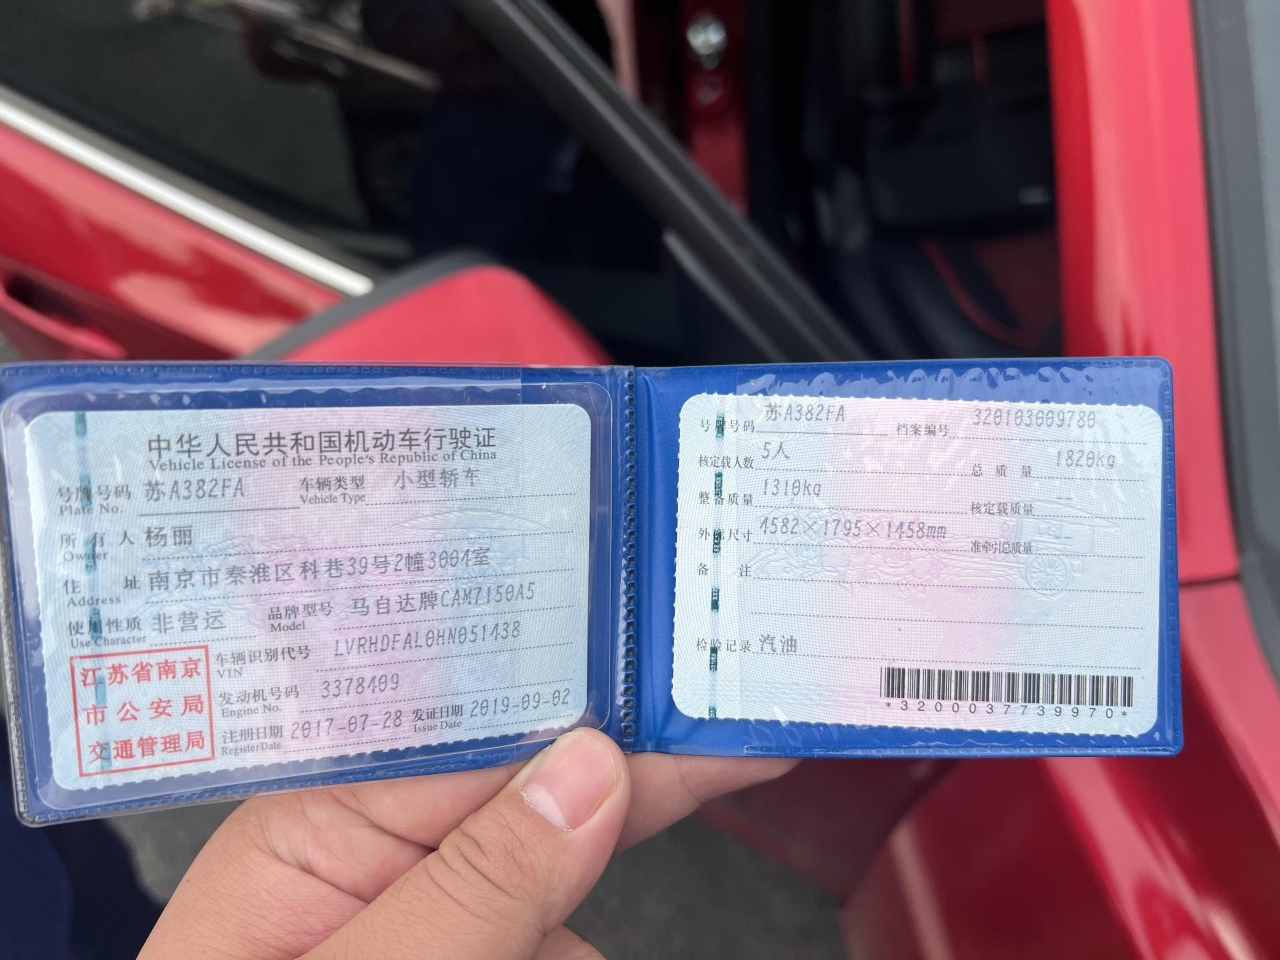 中华人民共和国机动车行驶证
Vehicle License of the People's Republic of China
号牌号码 苏A382FA 车辆类型 小型轿车
Plate No. Vehicle Type
所有人 杨丽
Owner
住址 南京市秦淮区科巷39号2幢3004室
Address
使用性质 非营运 品牌型号 马自达牌CAM7150A5
Use Character Model
江苏省南京
市公安局
交通管理局
车辆识别代号 LVRHDFAL0HN051438
VIN
发动机号码 3378409
Engine No.
注册日期 2017-07-28 发证日期 2019-09-02
Register Date Issue Date
号牌号码 苏A382FA 档案编号 320103009780
核定载人数 5人 总质量 1820kg
整备质量 1310kg 核定载质量 --
外廓尺寸 4582×1795×1458mm 准牵引总质量 --
备注
检验记录 汽油
*3200037739970*